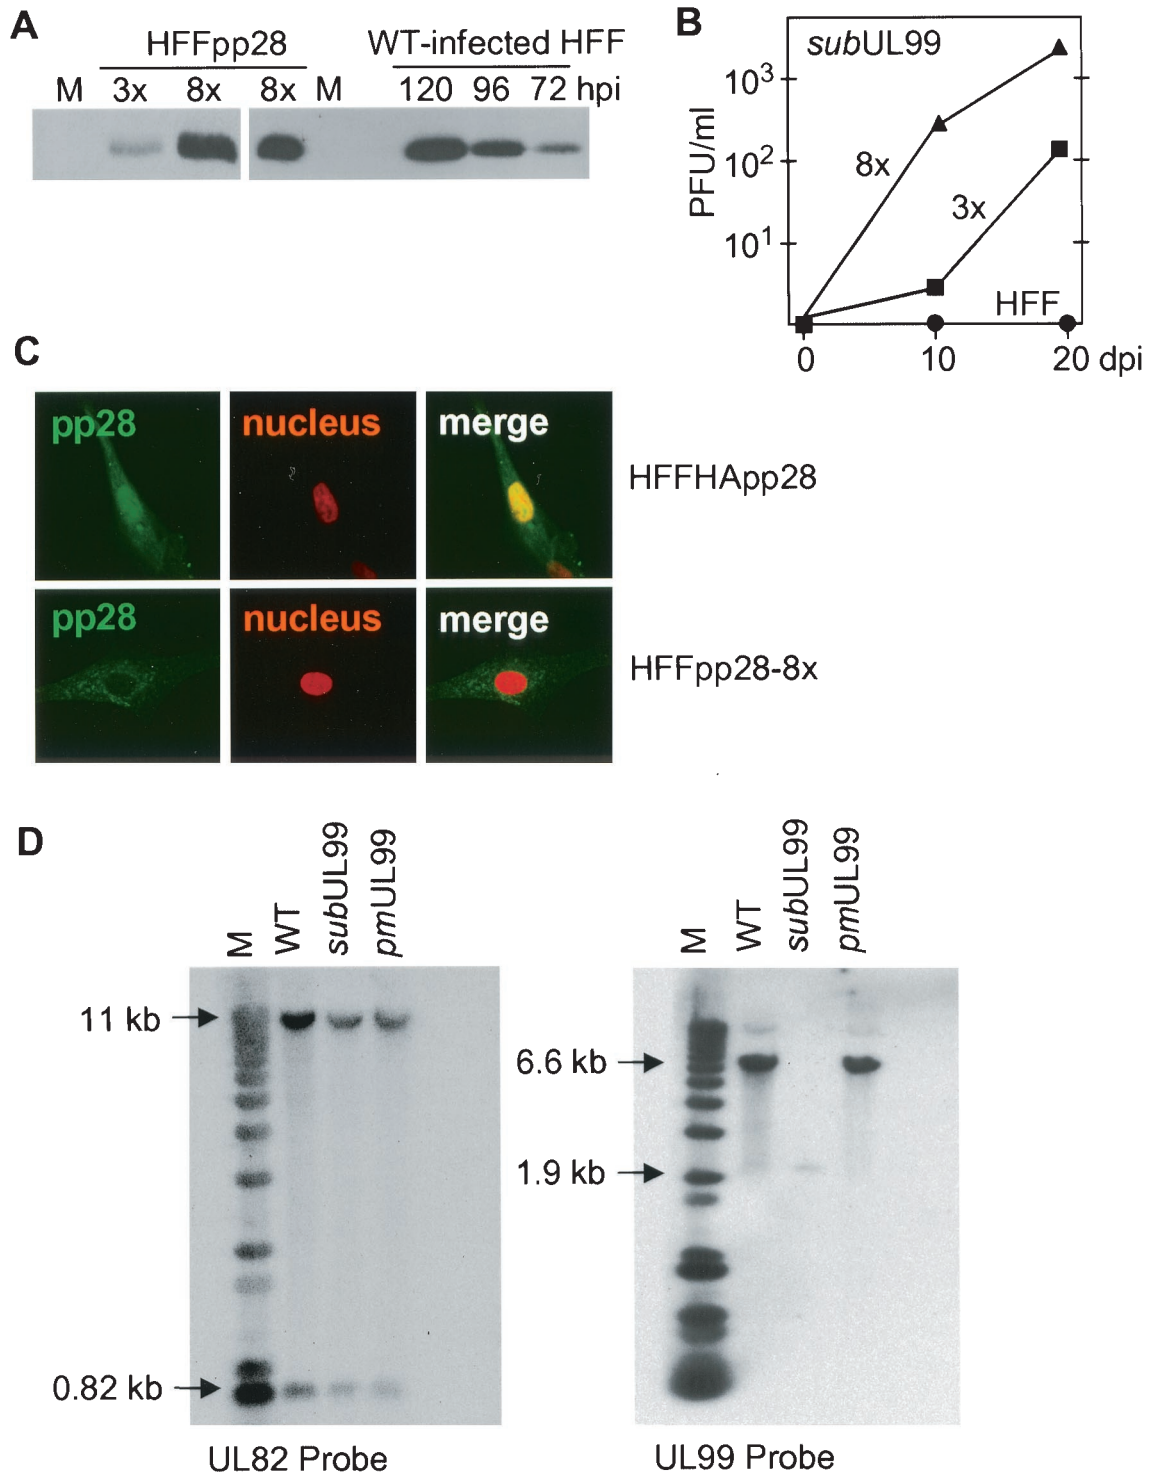 A
HFFpp28
WT-infected HFF
M 3x 8x 8x M 120 96 72 hpi
B
subUL99
PFU/ml
10³
10²
10¹
8x
3x
HFF
0 10 20 dpi
C
pp28 nucleus merge
HFFHApp28
pp28 nucleus merge
HFFpp28-8x
D
M WT subUL99 pmUL99
11 kb
0.82 kb
UL82 Probe
M WT subUL99 pmUL99
6.6 kb
1.9 kb
UL99 Probe